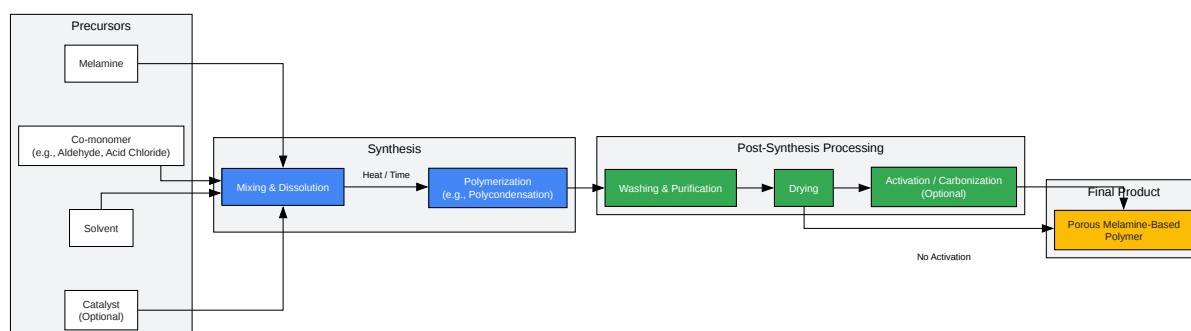 Precursors
Melamine
Co-monomer
(e.g., Aldehyde, Acid Chloride)
Solvent
Catalyst
(Optional)
Synthesis
Mixing & Dissolution
Heat / Time
Polymerization
(e.g., Polycondensation)
Post-Synthesis Processing
Washing & Purification
Drying
Activation / Carbonization
(Optional)
No Activation
Final Product
Porous Melamine-Based
Polymer